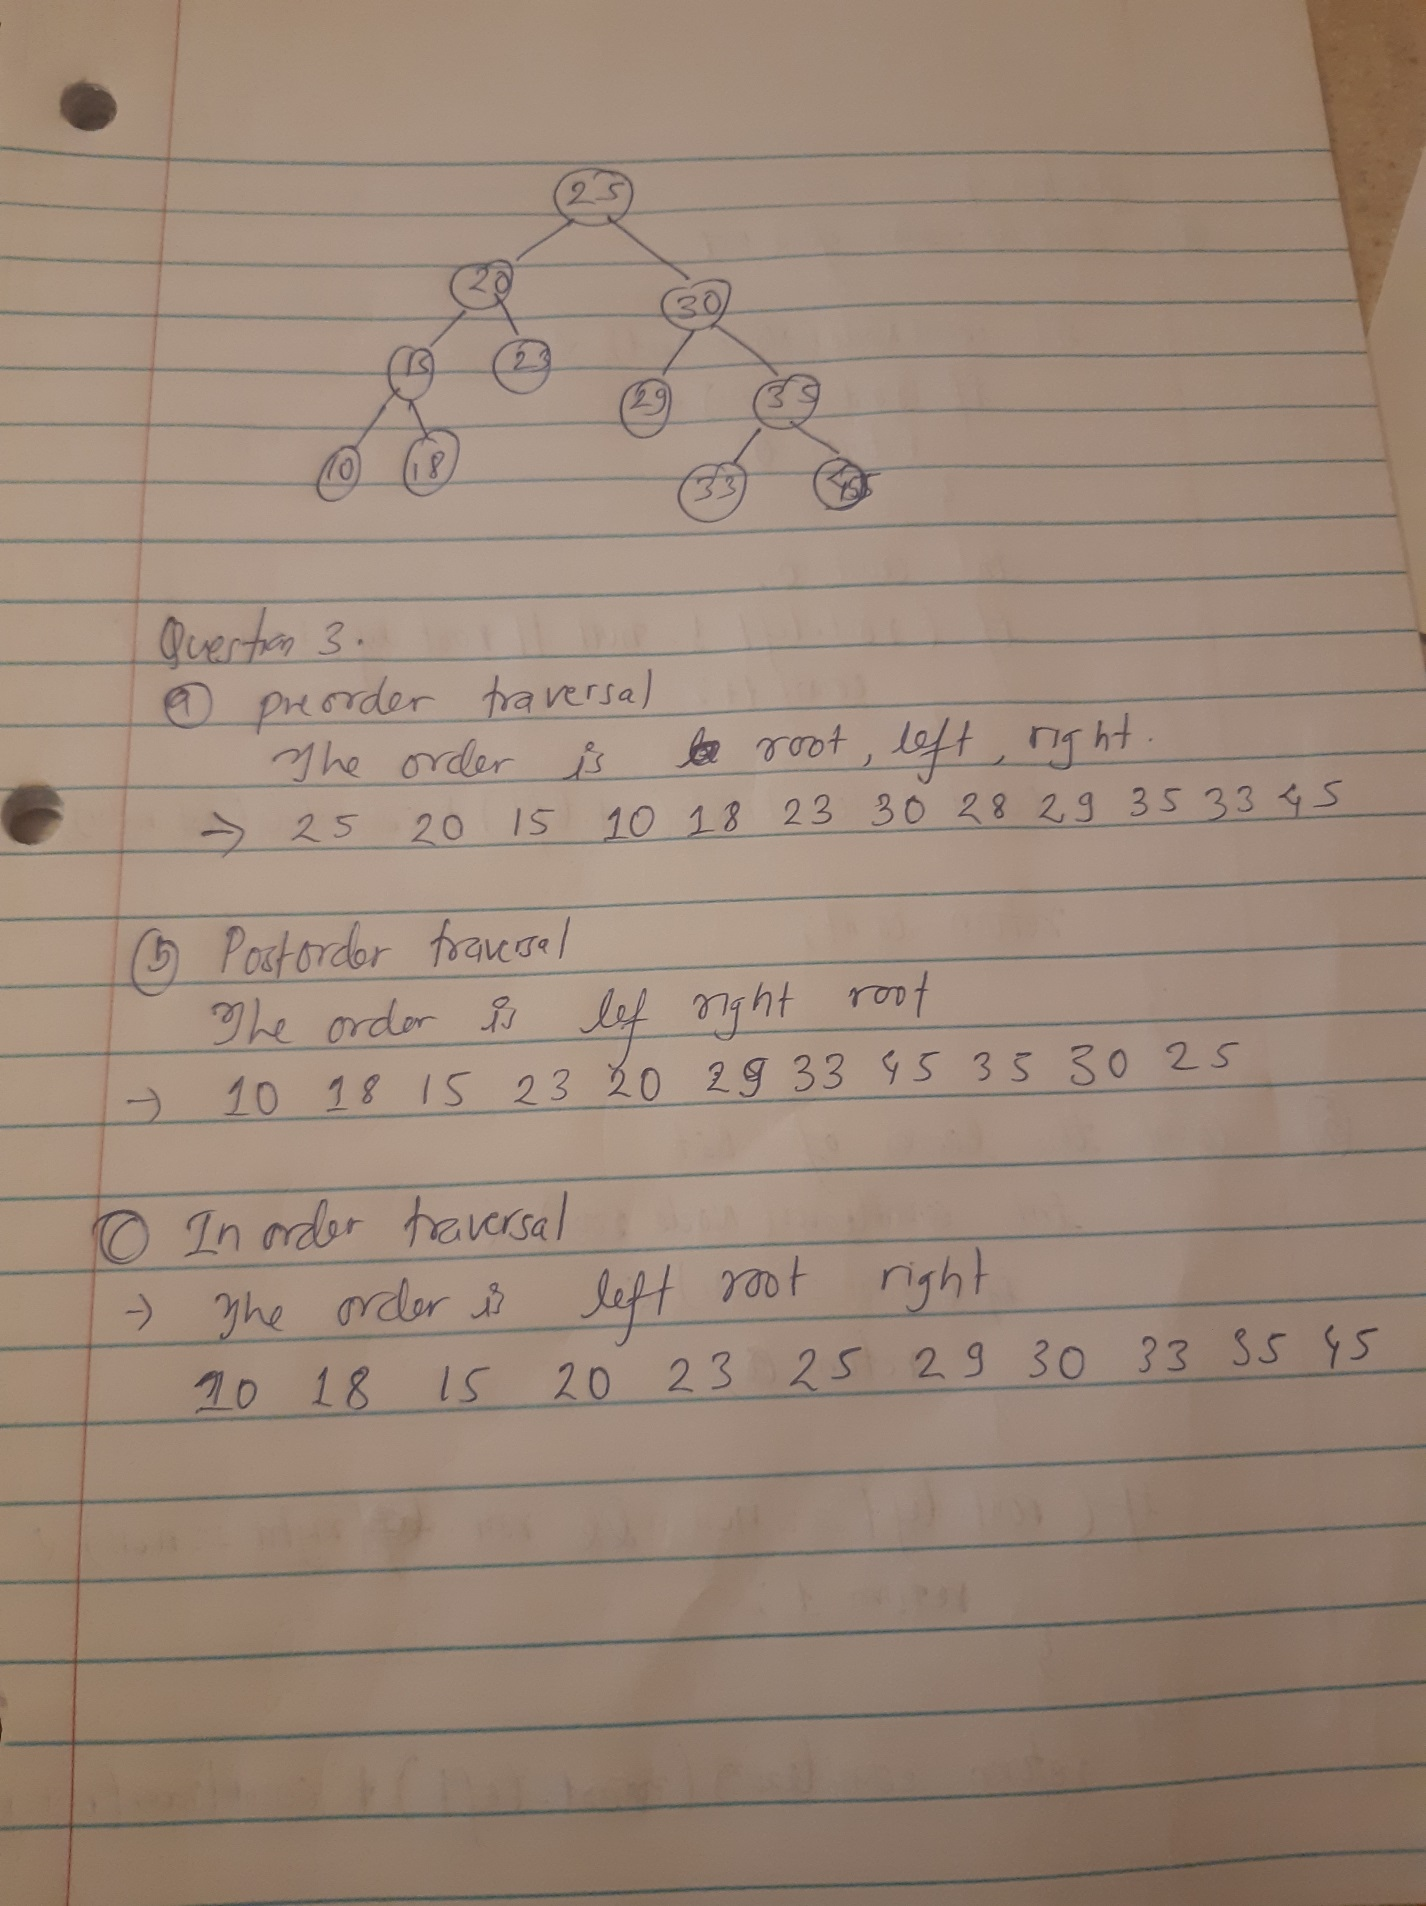 25
20 30
15 23 29 35
10 18 33 45
Question 3.
a preorder traversal
The order is root, left, right.
→ 25 20 15 10 18 23 30 28 29 35 33 45
b Postorder traversal
The order is lef right root
→ 10 18 15 23 20 29 33 45 35 30 25
C In order traversal
→ The order is left root right
10 18 15 20 23 25 29 30 33 35 45